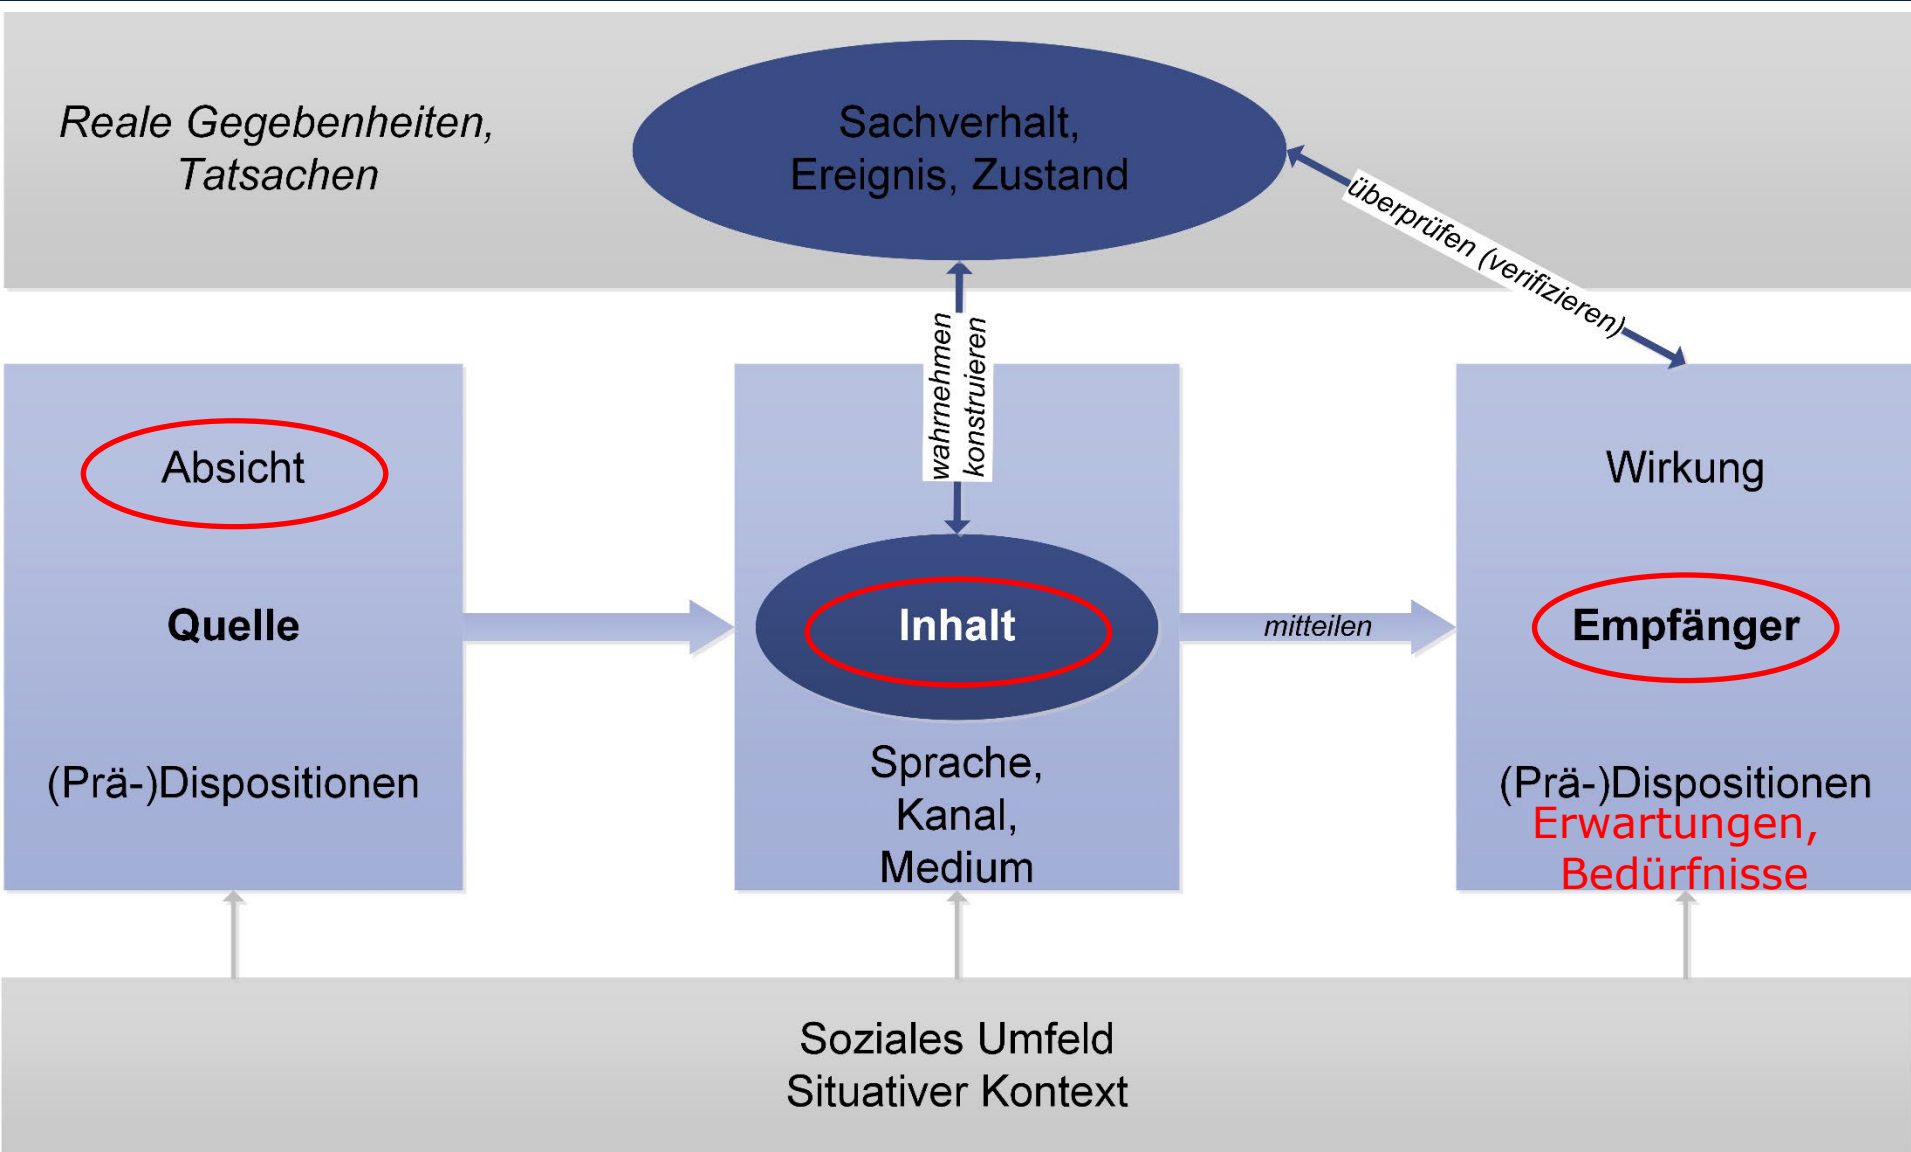 Reale Gegebenheiten,
Tatsachen
Sachverhalt,
Ereignis, Zustand
überprüfen (verifizieren)
wahrnehmen
konstruieren
Absicht
Quelle
(Prä-)Dispositionen
Inhalt
Sprache,
Kanal,
Medium
mitteilen
Wirkung
Empfänger
(Prä-)Dispositionen
Erwartungen,
Bedürfnisse
Soziales Umfeld
Situativer Kontext